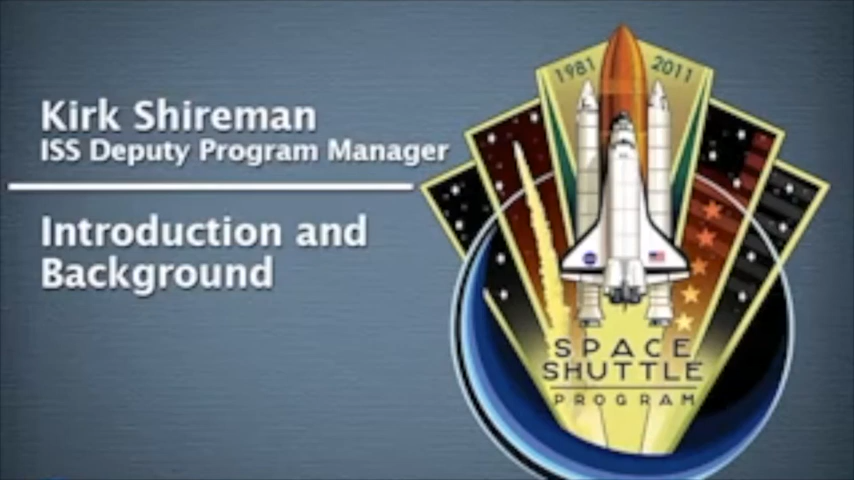 Kirk Shireman
ISS Deputy Program Manager
Introduction and
Background
1981 2011
SPACE
SHUTTLE
PROGRAM